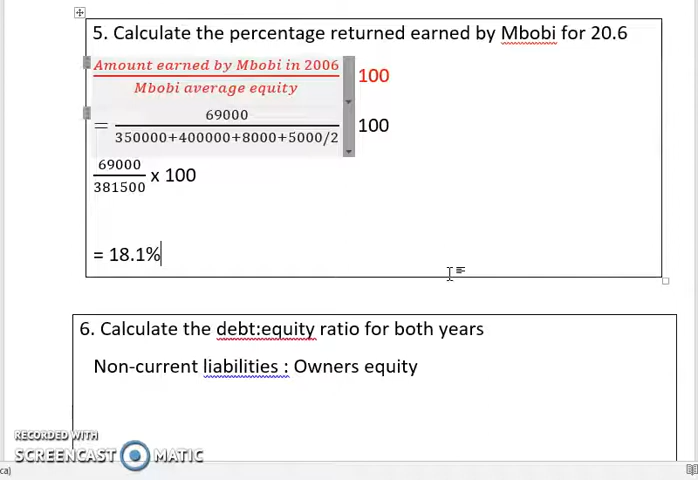 5. Calculate the percentage returned earned by Mbobi for 20.6
Amount earned by Mbobi in 2006
Mbobi average equity
100
= 69000
350000+400000+8000+5000/2
100
69000
381500
x 100
= 18.1%
6. Calculate the debt:equity ratio for both years
Non-current liabilities : Owners equity
RECORDED WITH
SCREENCAST MATIC
ca)